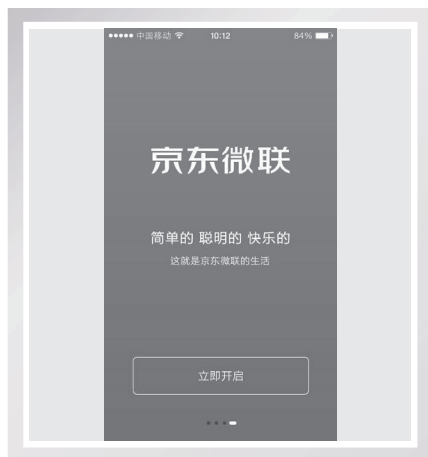 中国移动 10:12 84%
京东微联
简单的 聪明的 快乐的
这就是京东微联的生活
立即开启